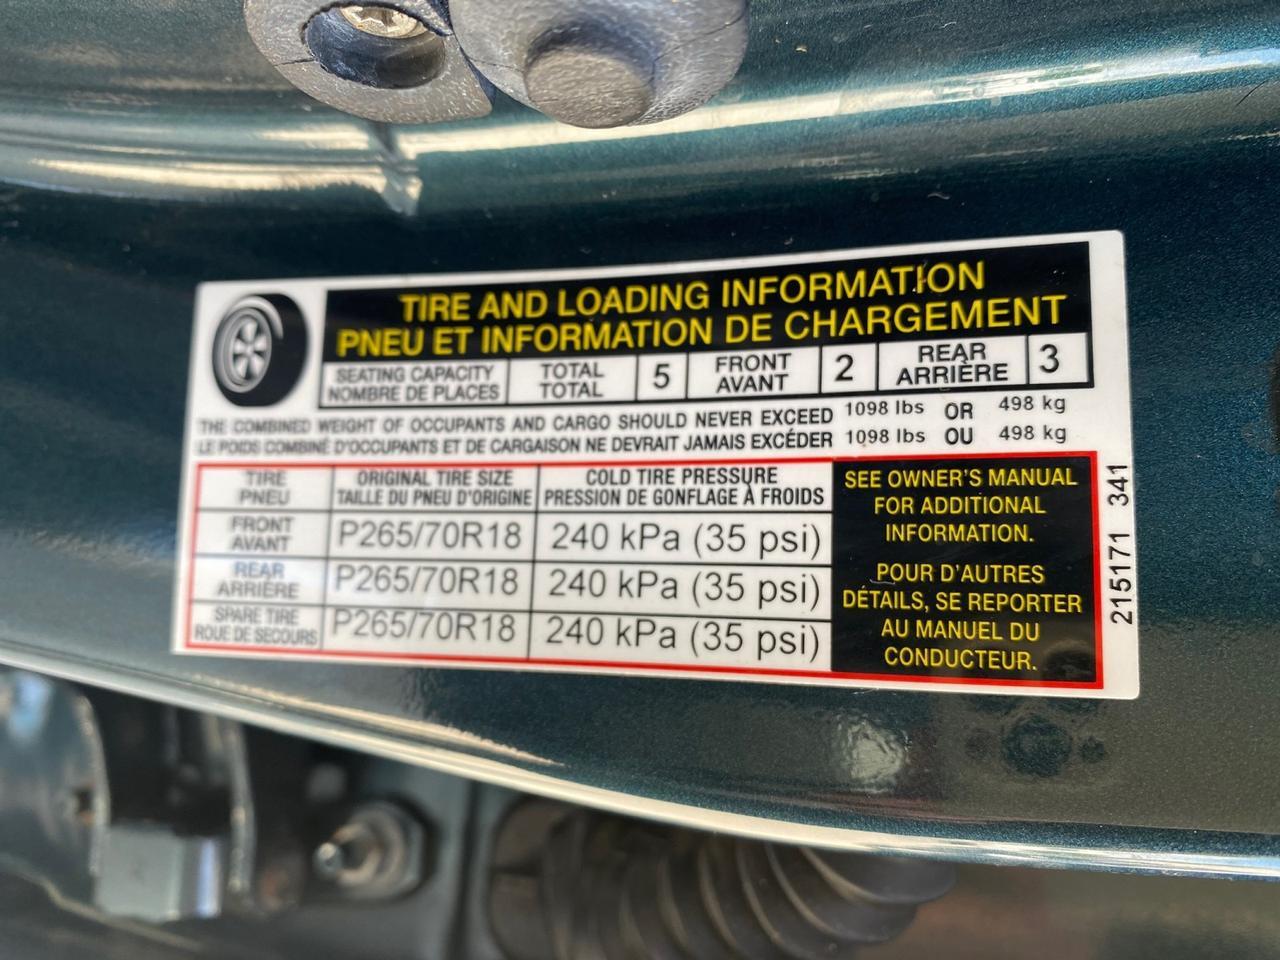 TIRE AND LOADING INFORMATION
PNEU ET INFORMATION DE CHARGEMENT
SEATING CAPACITY
NOMBRE DE PLACES
TOTAL
TOTAL
5
FRONT
AVANT
2
REAR
ARRIÈRE
3
THE COMBINED WEIGHT OF OCCUPANTS AND CARGO SHOULD NEVER EXCEED 1098 lbs OR 498 kg
LE POIDS COMBINÉ D'OCCUPANTS ET DE CARGAISON NE DEVRAIT JAMAIS EXCÉDER 1098 lbs OU 498 kg
TIRE
PNEU
ORIGINAL TIRE SIZE
TAILLE DU PNEU D'ORIGINE
COLD TIRE PRESSURE
PRESSION DE GONFLAGE À FROIDS
FRONT
AVANT
P265/70R18
240 kPa (35 psi)
REAR
ARRIÈRE
P265/70R18
240 kPa (35 psi)
SPARE TIRE
ROUE DE SECOURS
P265/70R18
240 kPa (35 psi)
SEE OWNER'S MANUAL
FOR ADDITIONAL
INFORMATION.
POUR D'AUTRES
DÉTAILS, SE REPORTER
AU MANUEL DU
CONDUCTEUR.
215171 341